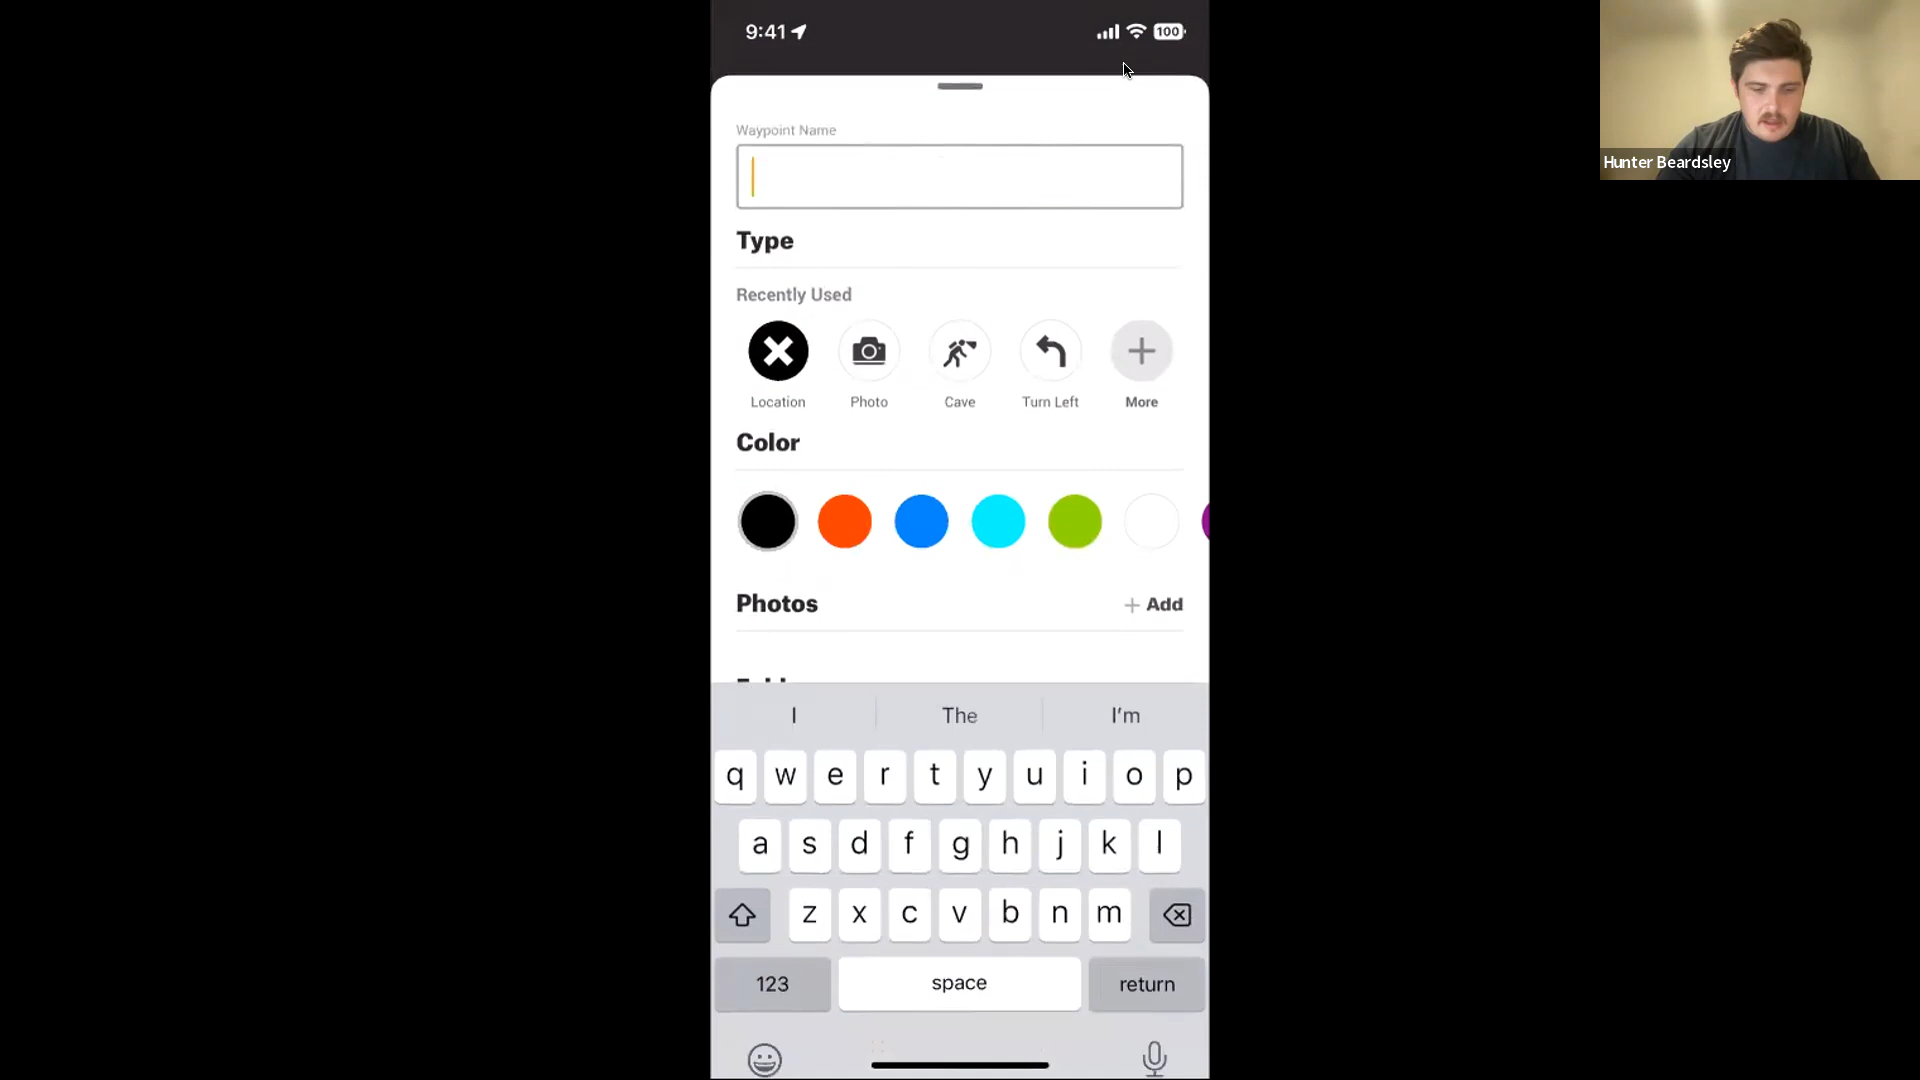 9:41
100
Waypoint Name
Type
Recently Used
Location Photo Cave Turn Left More
Color
Photos + Add
I The I'm
q w e r t y u i o p
a s d f g h j k l
z x c v b n m
123 space return
Hunter Beardsley